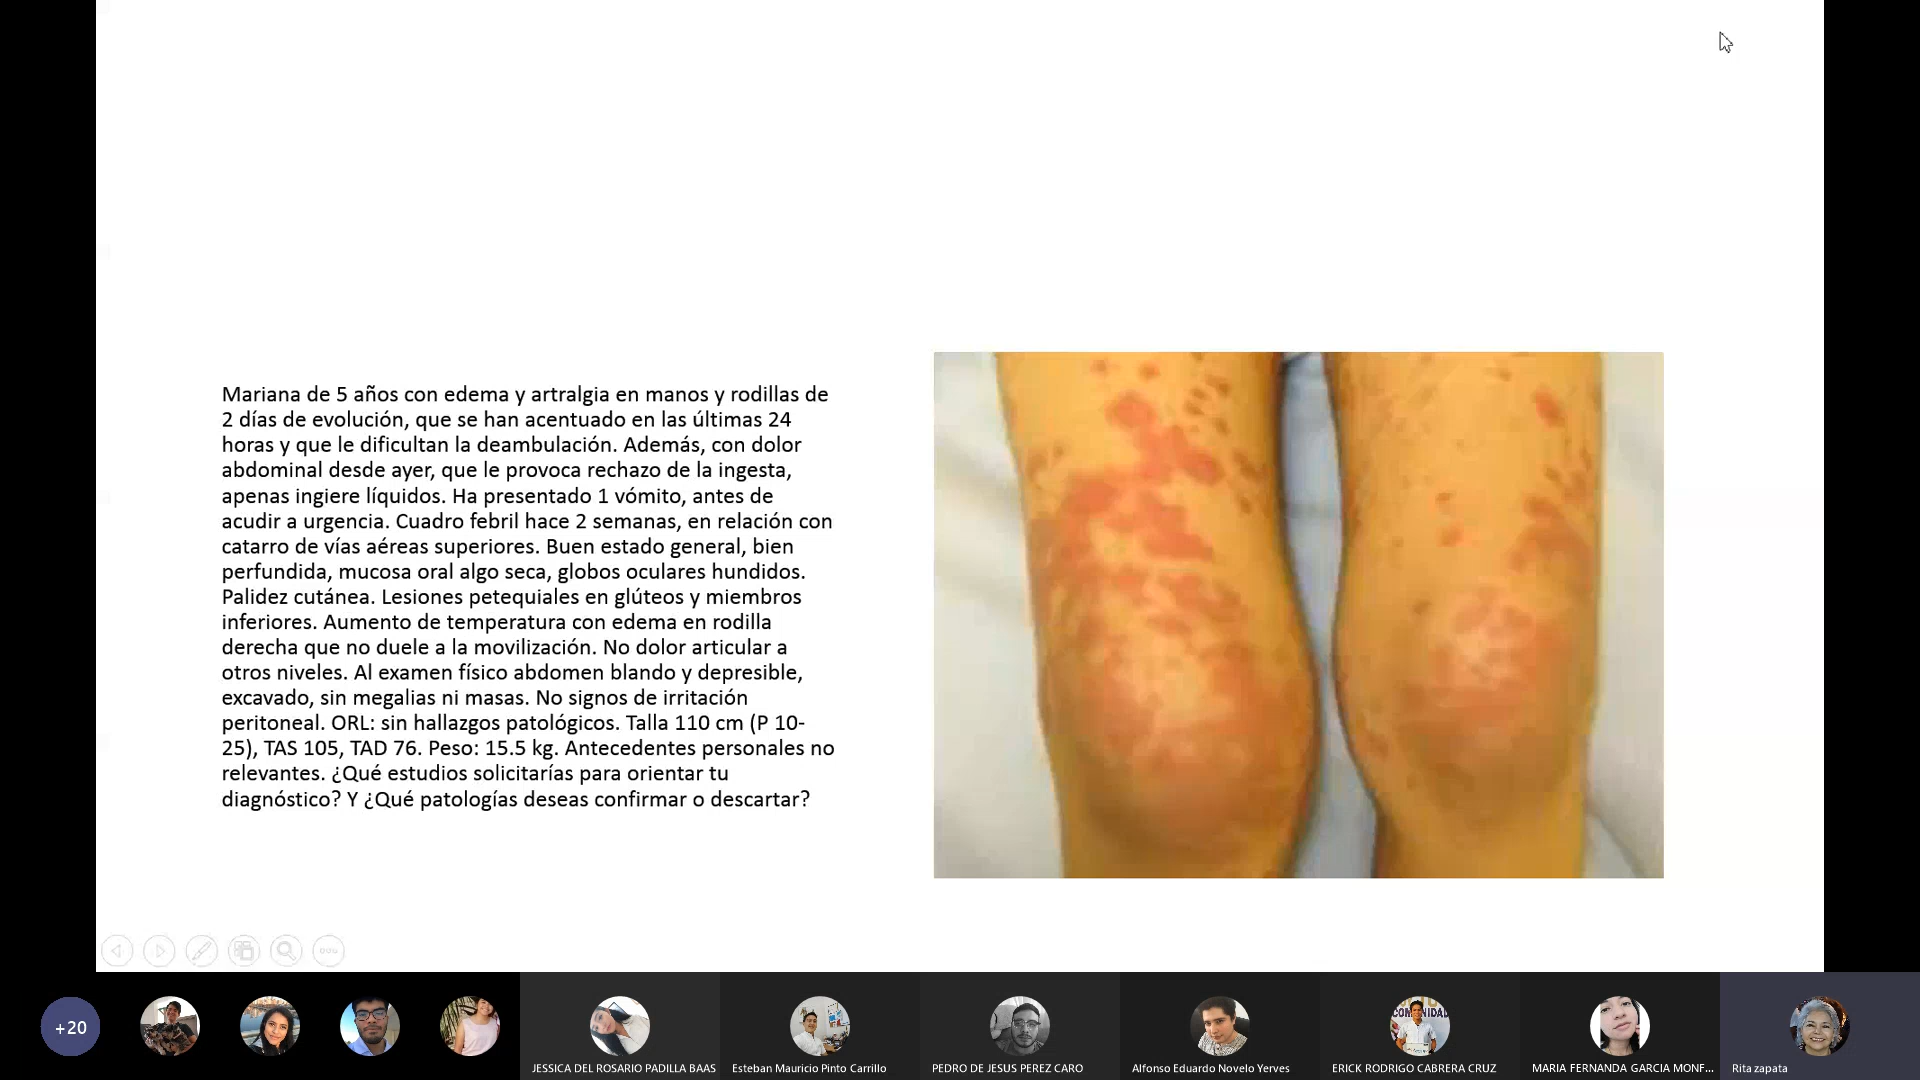 Mariana de 5 años con edema y artralgia en manos y rodillas de
2 días de evolución, que se han acentuado en las últimas 24
horas y que le dificultan la deambulación. Además, con dolor
abdominal desde ayer, que le provoca rechazo de la ingesta,
apenas ingiere líquidos. Ha presentado 1 vómito, antes de
acudir a urgencia. Cuadro febril hace 2 semanas, en relación con
catarro de vías aéreas superiores. Buen estado general, bien
perfundida, mucosa oral algo seca, globos oculares hundidos.
Palidez cutánea. Lesiones petequiales en glúteos y miembros
inferiores. Aumento de temperatura con edema en rodilla
derecha que no duele a la movilización. No dolor articular a
otros niveles. Al examen físico abdomen blando y depresible,
excavado, sin megalias ni masas. No signos de irritación
peritoneal. ORL: sin hallazgos patológicos. Talla 110 cm (P 10-
25), TAS 105, TAD 76. Peso: 15.5 kg. Antecedentes personales no
relevantes. ¿Qué estudios solicitarías para orientar tu
diagnóstico? Y ¿Qué patologías deseas confirmar o descartar?
+20
JESSICA DEL ROSARIO PADILLA BAAS
Esteban Mauricio Pinto Carrillo
PEDRO DE JESUS PEREZ CARO
Alfonso Eduardo Novelo Yerves
COMUNIDAD
ERICK RODRIGO CABRERA CRUZ
MARIA FERNANDA GARCIA MONF...
Rita zapata